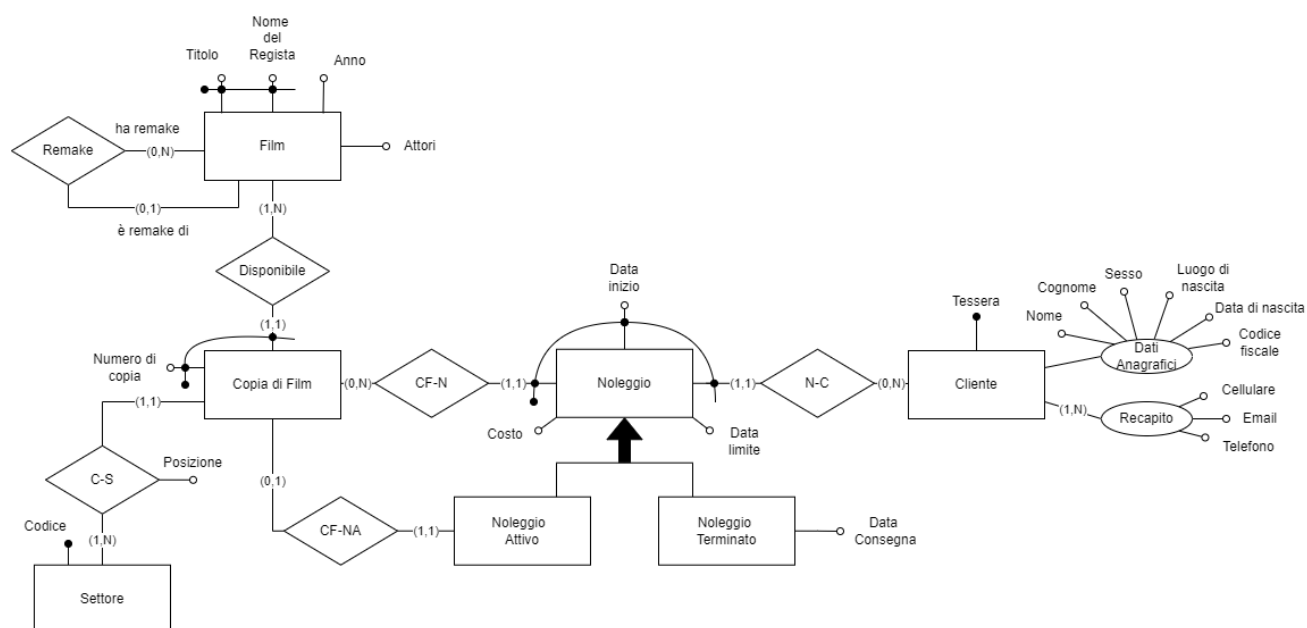 Nome
del
Regista
Titolo
Anno
ha remake
Remake
(0,N)
Film
Attori
(0,1)
(1,N)
è remake di
Disponibile
(1,1)
Data
inizio
Tessera
Cognome
Sesso
Luogo di
nascita
Nome
Data di nascita
Codice
fiscale
Dati
Anagrafici
Numero di
copia
Copia di Film
(0,N)
CF-N
(1,1)
Noleggio
(1,1)
N-C
(0,N)
Cliente
(1,1)
Costo
Data
limite
(1,N)
Recapito
Cellulare
Email
Telefono
C-S
Posizione
(0,1)
CF-NA
(1,1)
Noleggio
Attivo
Noleggio
Terminato
Data
Consegna
Codice
(1,N)
Settore